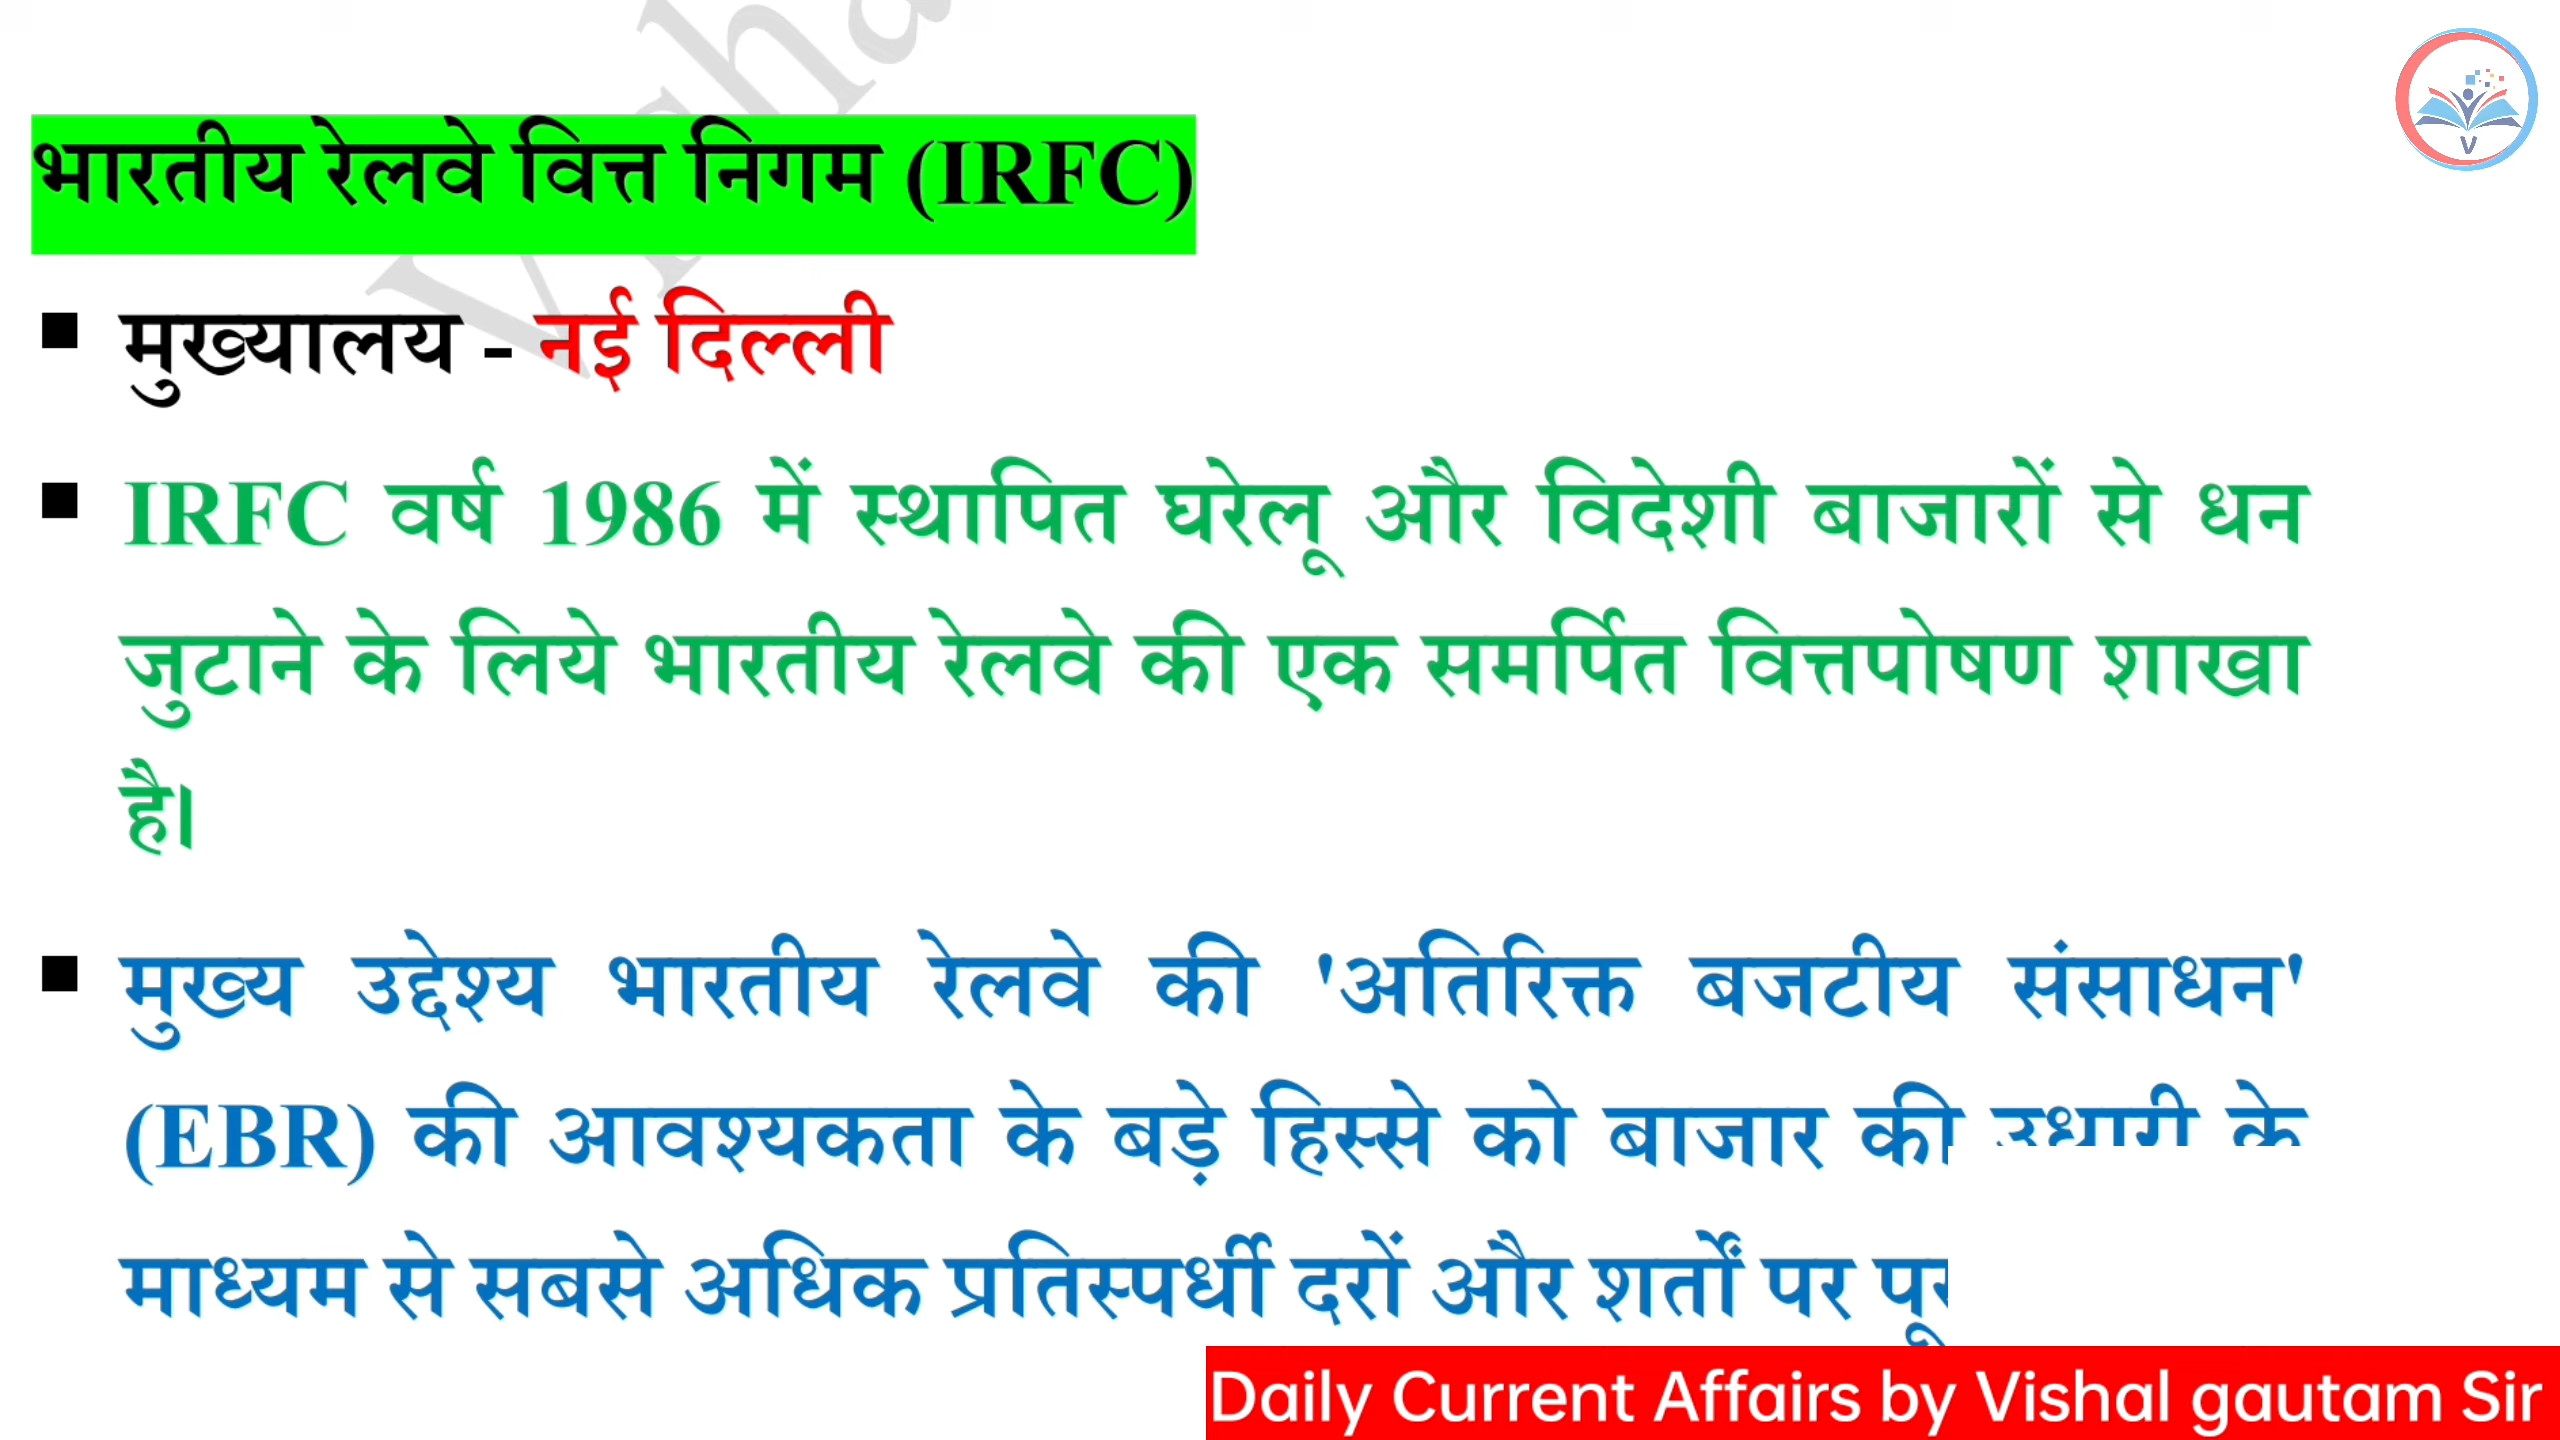 भारतीय रेलवे वित्त निगम (IRFC)
▪ मुख्यालय - नई दिल्ली
▪ IRFC वर्ष 1986 में स्थापित घरेलू और विदेशी बाजारों से धन
जुटाने के लिये भारतीय रेलवे की एक समर्पित वित्तपोषण शाखा
है।
▪ मुख्य उद्देश्य भारतीय रेलवे की 'अतिरिक्त बजटीय संसाधन'
(EBR) की आवश्यकता के बड़े हिस्से को बाजार की उधारी के
माध्यम से सबसे अधिक प्रतिस्पर्धी दरों और शर्तों पर
Daily Current Affairs by Vishal gautam Sir
V